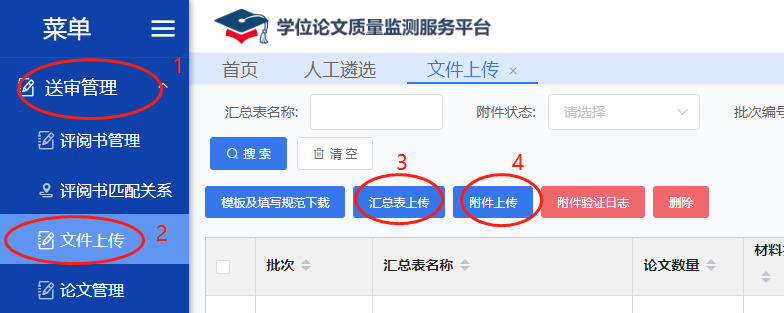 菜单
学位论文质量监测服务平台
1
送审管理
首页
人工遴选
文件上传 ×
汇总表名称:
附件状态:
请选择
批次编号
评阅书管理
搜 索
清 空
3
4
评阅书匹配关系
模板及填写规范下载
汇总表上传
附件上传
附件验证日志
删除
文件上传
2
批次
汇总表名称
论文数量
论文管理